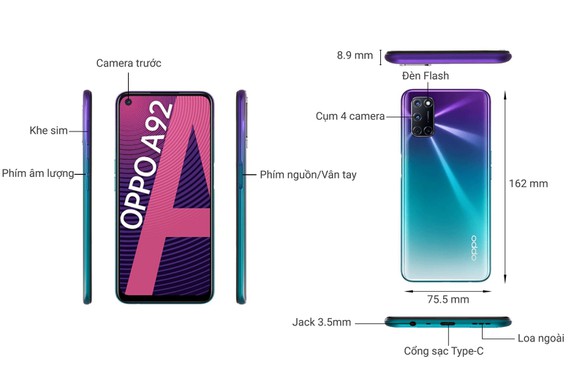 8.9 mm
Camera trước
Đèn Flash
OPPO A92
Cụm 4 camera
Khe sim
Phím âm lượng
Phím nguồn/Vân tay
162 mm
oppo
75.5 mm
Jack 3.5mm
Loa ngoài
Cổng sạc Type-C